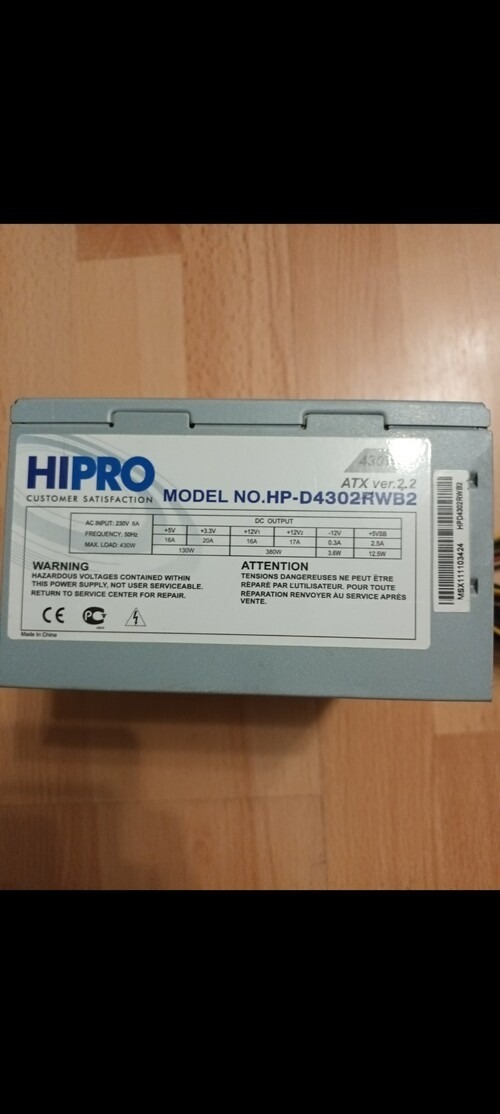 HIPRO
CUSTOMER SATISFACTION
430W
ATX ver.2.2
MODEL NO.HP-D4302RWB2
AC INPUT: 230V 5A
FREQUENCY: 50Hz
MAX. LOAD: 430W
DC OUTPUT
+5V +3.3V +12V1 +12V2 -12V +5VSB
16A 20A 16A 17A 0.3A 2.5A
130W 380W 3.6W 12.5W
WARNING
HAZARDOUS VOLTAGES CONTAINED WITHIN
THIS POWER SUPPLY, NOT USER SERVICEABLE.
RETURN TO SERVICE CENTER FOR REPAIR.
ATTENTION
TENSIONS DANGEREUSES NE PEUT ÊTRE
RÉPARÉ PAR L'UTILISATEUR. POUR TOUTE
RÉPARATION RENVOYER AU SERVICE APRÈS
VENTE.
CE
Made in China
HPD4302RWB2
MSX111103424